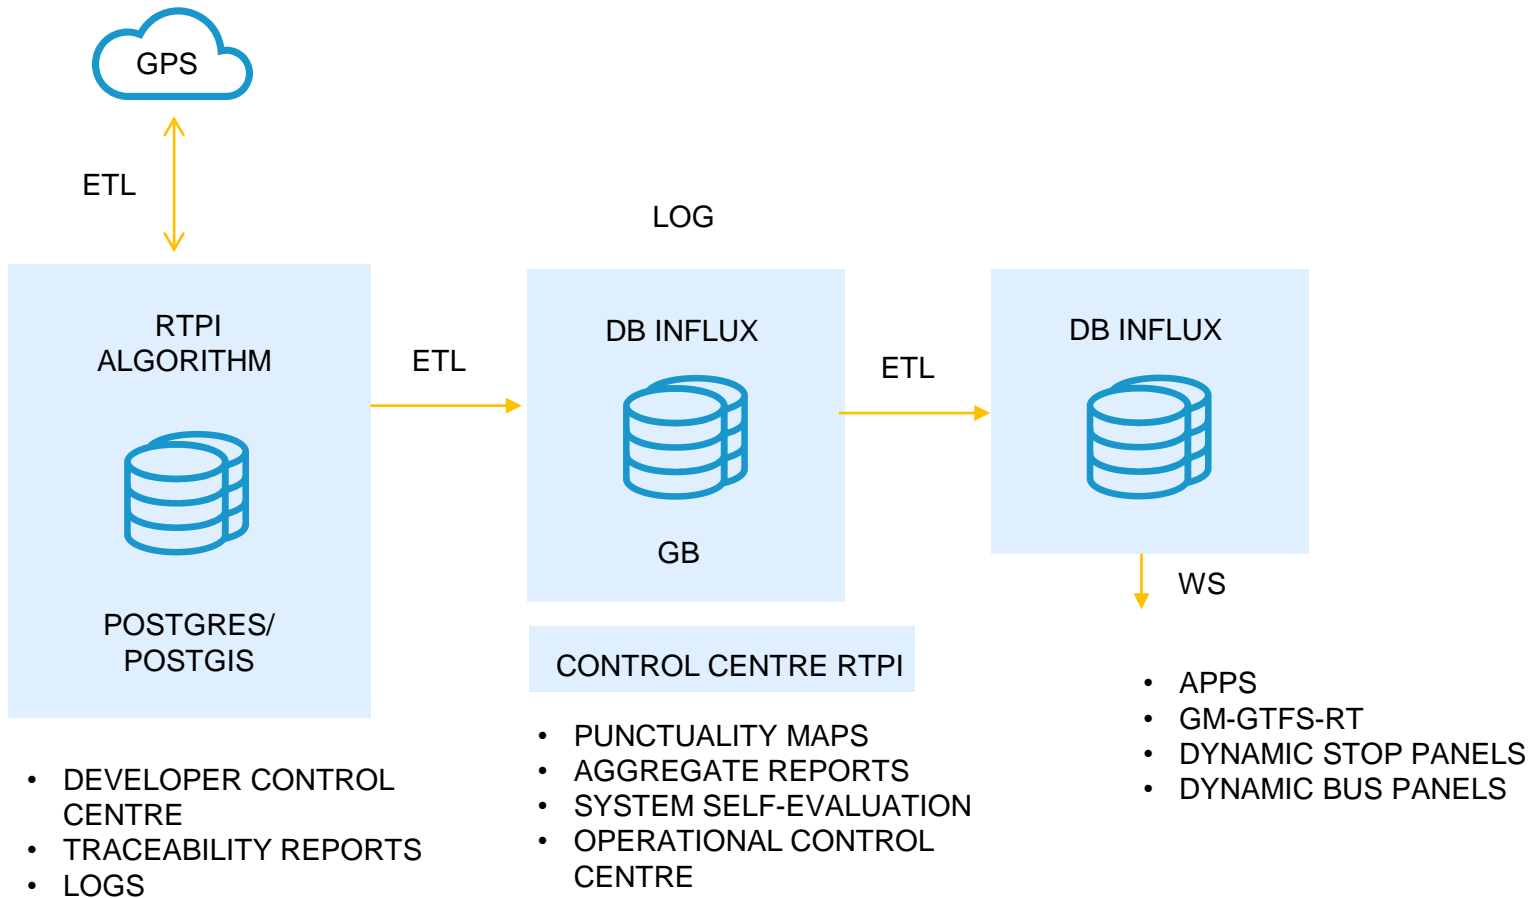 GPS
ETL
LOG
RTPI
ALGORITHM
POSTGRES/
POSTGIS
ETL
DB INFLUX
GB
ETL
DB INFLUX
WS
CONTROL CENTRE RTPI
• DEVELOPER CONTROL
CENTRE
• TRACEABILITY REPORTS
• LOGS
• PUNCTUALITY MAPS
• AGGREGATE REPORTS
• SYSTEM SELF-EVALUATION
• OPERATIONAL CONTROL
CENTRE
• APPS
• GM-GTFS-RT
• DYNAMIC STOP PANELS
• DYNAMIC BUS PANELS